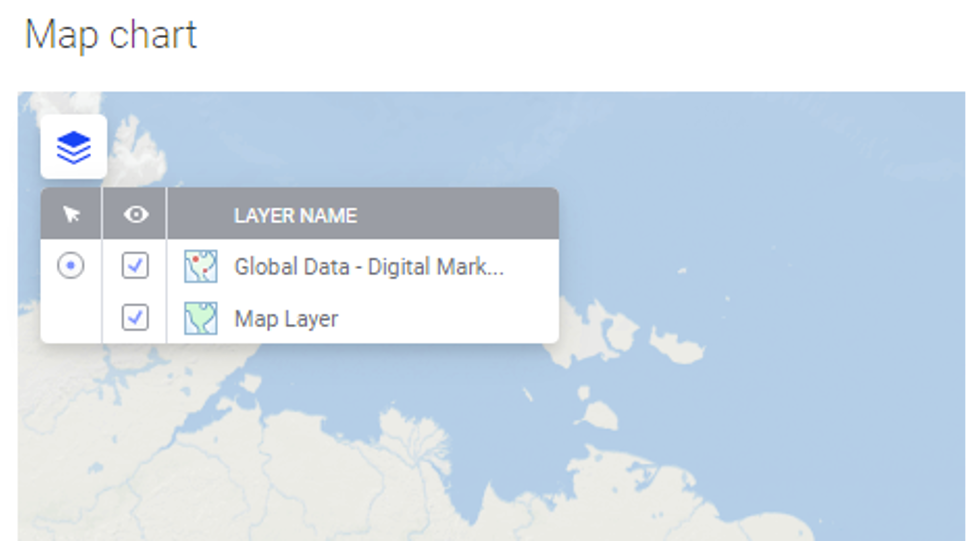 Map chart
LAYER NAME
Global Data - Digital Mark...
Map Layer